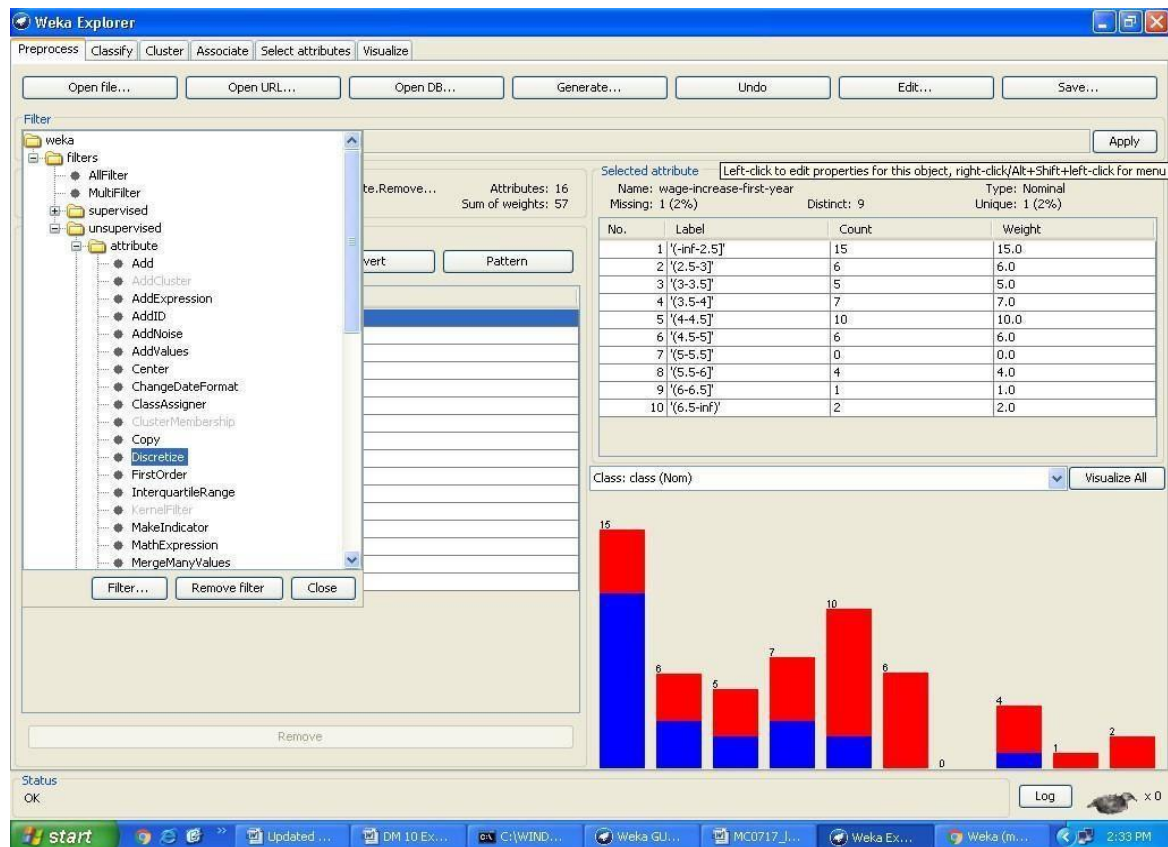 Weka Explorer
Preprocess Classify Cluster Associate Select attributes Visualize
Open file... Open URL... Open DB... Generate... Undo Edit... Save...
Filter
weka
filters
AllFilter
MultiFilter
supervised
unsupervised
attribute
Add
AddCluster
AddExpression
AddID
AddNoise
AddValues
Center
ChangeDateFormat
ClassAssigner
ClusterMembership
Copy
Discretize
FirstOrder
InterquartileRange
KernelFilter
MakeIndicator
MathExpression
MergeManyValues
Filter... Remove filter Close
Apply
te.Remove... Attributes: 16
Sum of weights: 57
vert Pattern
Remove
Selected attribute
Left-click to edit properties for this object, right-click/Alt+Shift+left-click for menu
Name: wage-increase-first-year Type: Nominal
Missing: 1 (2%) Distinct: 9 Unique: 1 (2%)
No. Label Count Weight
1 '(-inf-2.5]' 15 15.0
2 '(2.5-3]' 6 6.0
3 '(3-3.5]' 5 5.0
4 '(3.5-4]' 7 7.0
5 '(4-4.5]' 10 10.0
6 '(4.5-5]' 6 6.0
7 '(5-5.5]' 0 0.0
8 '(5.5-6]' 4 4.0
9 '(6-6.5]' 1 1.0
10 '(6.5-inf)' 2 2.0
Class: class (Nom) Visualize All
15
6
5
7
10
6
0
4
1
2
Status
OK
Log x 0
start Updated ... DM 10 Ex... C:\WIND... Weka GU... MC0717_l... Weka Ex... Weka (m... 2:33 PM